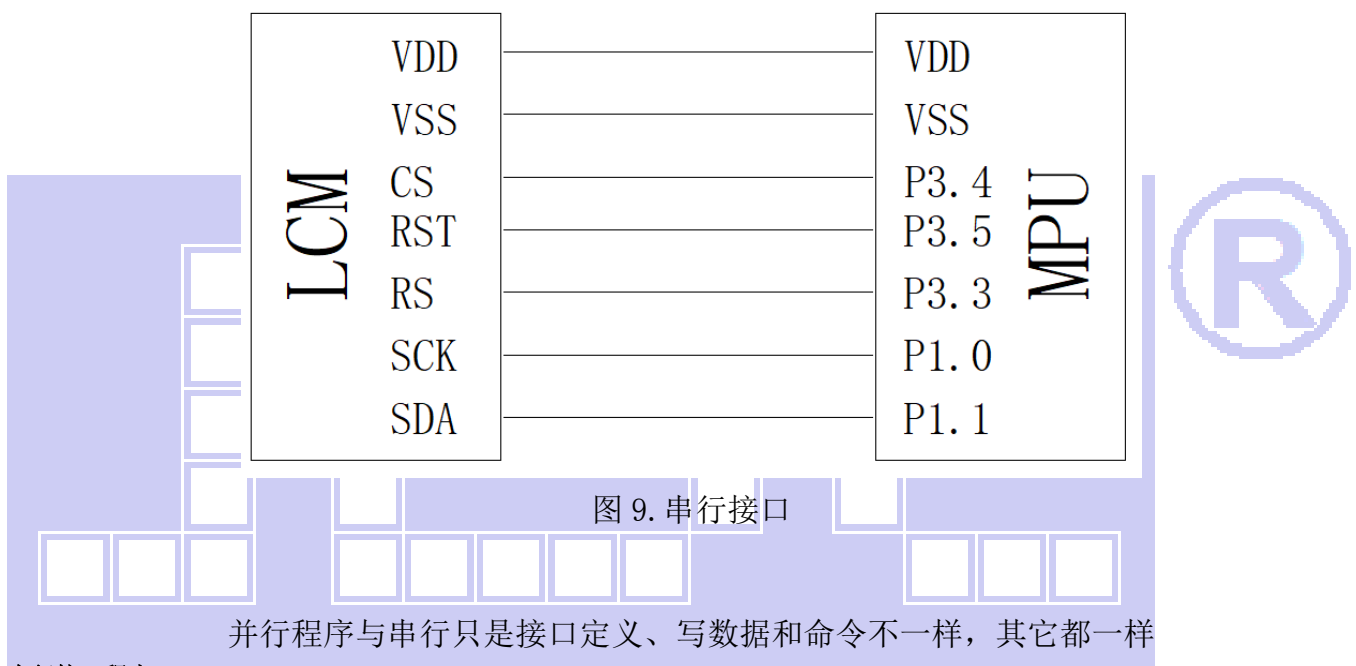 VDD VDD
VSS VSS
CS P3.4
LCM MPU
RST P3.5
RS P3.3
SCK P1.0
SDA P1.1
®
图 9.串行接口
并行程序与串行只是接口定义、写数据和命令不一样，其它都一样